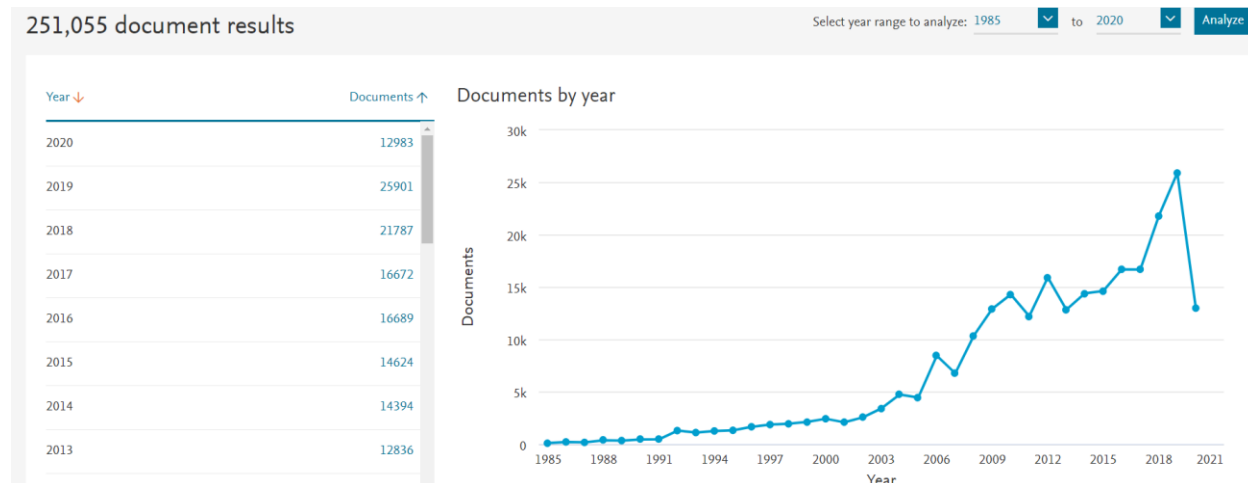 251,055 document results
Select year range to analyze: 1985 to 2020 Analyze
Year Documents
2020 12983
2019 25901
2018 21787
2017 16672
2016 16689
2015 14624
2014 14394
2013 12836
Documents by year
30k
25k
20k
15k
10k
5k
0
Documents
1985 1988 1991 1994 1997 2000 2003 2006 2009 2012 2015 2018 2021
Year